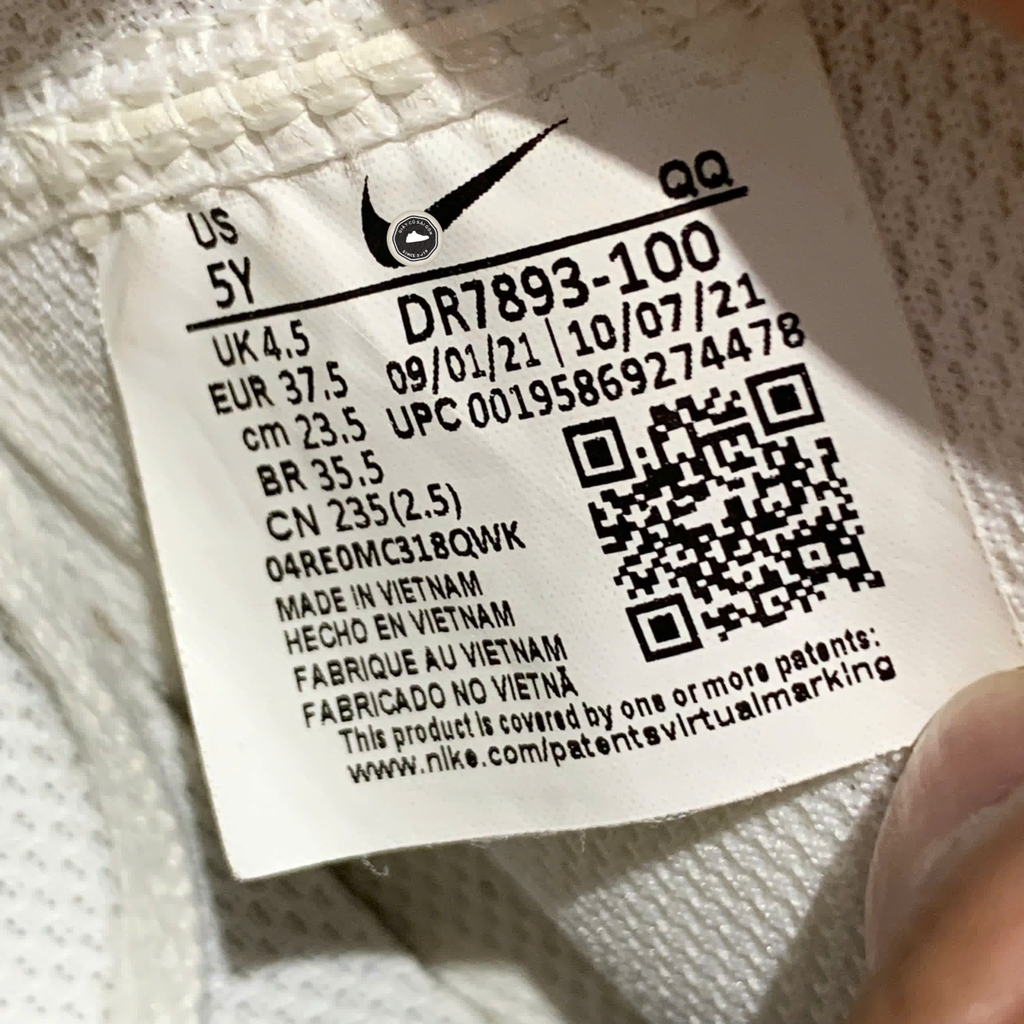 US
5Y
QQ
DR7893-100
UK 4.5
09/01/21 | 10/07/21
EUR 37.5
UPC 00195869274478
cm 23.5
BR 35.5
CN 235(2.5)
04RE0MC318QWK
MADE IN VIETNAM
HECHO EN VIETNAM
FABRIQUE AU VIETNAM
FABRICADO NO VIETNÃ
This product is covered by one or more patents:
www.nike.com/patentsvirtualmarking